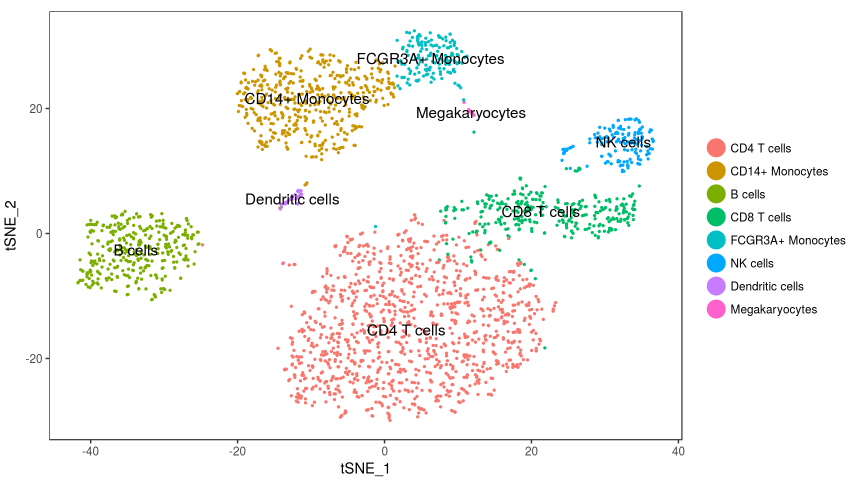 FCGR3A+ Monocytes
CD14+ Monocytes
Megakaryocytes
NK cells
Dendritic cells
CD8 T cells
B cells
CD4 T cells
20
0
-20
tSNE_2
-40
-20
0
20
40
tSNE_1
CD4 T cells
CD14+ Monocytes
B cells
CD8 T cells
FCGR3A+ Monocytes
NK cells
Dendritic cells
Megakaryocytes